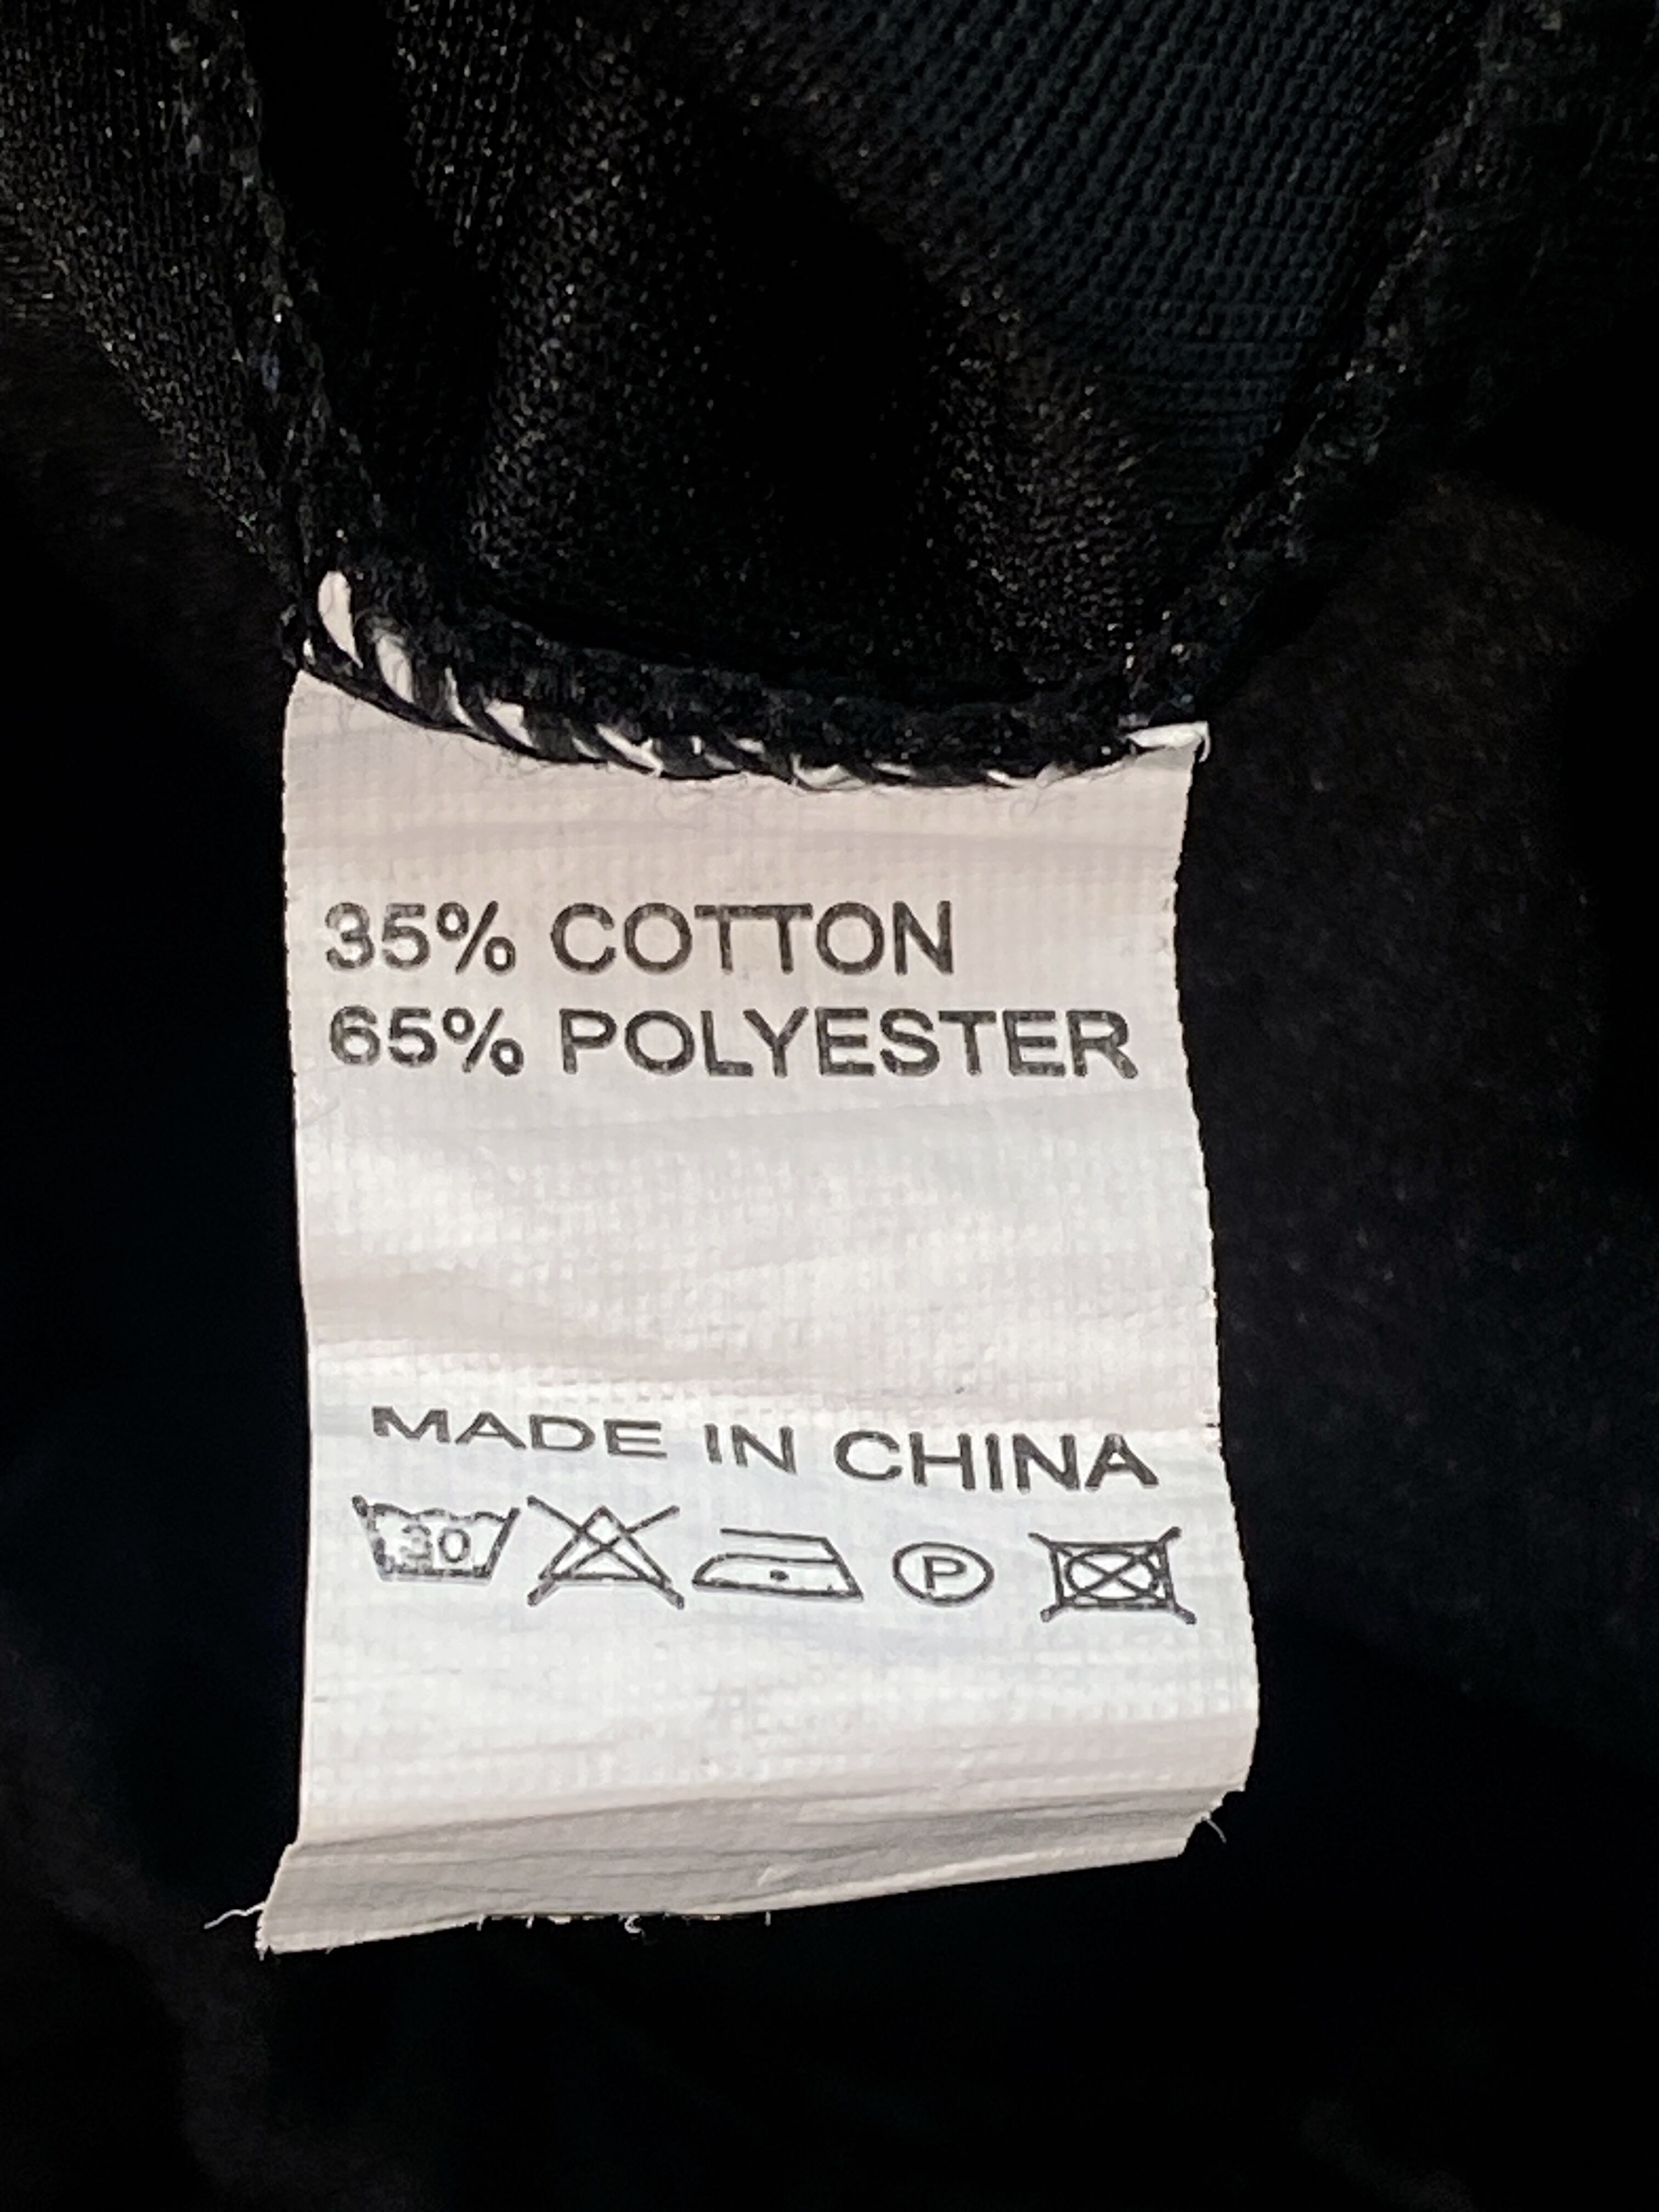 35% COTTON
65% POLYESTER
MADE IN CHINA
30 P